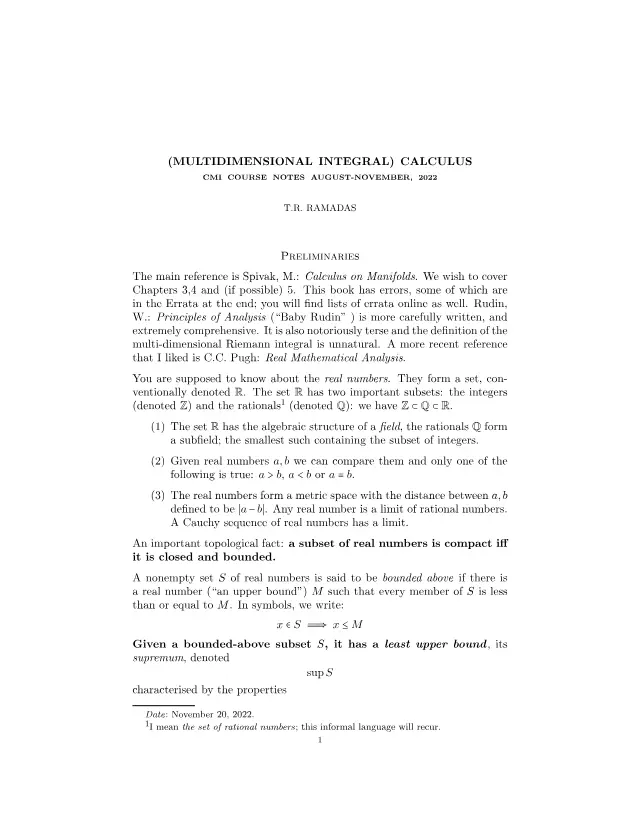 (MULTIDIMENSIONAL INTEGRAL) CALCULUS
CMI COURSE NOTES AUGUST-NOVEMBER, 2022
T.R. RAMADAS
Preliminaries
The main reference is Spivak, M.: Calculus on Manifolds. We wish to cover
Chapters 3,4 and (if possible) 5. This book has errors, some of which are
in the Errata at the end; you will find lists of errata online as well. Rudin,
W.: Principles of Analysis (“Baby Rudin” ) is more carefully written, and
extremely comprehensive. It is also notoriously terse and the definition of the
multi-dimensional Riemann integral is unnatural. A more recent reference
that I liked is C.C. Pugh: Real Mathematical Analysis.
You are supposed to know about the real numbers. They form a set, con-
ventionally denoted ℝ. The set ℝ has two important subsets: the integers
(denoted ℤ) and the rationals¹ (denoted ℚ): we have ℤ ⊂ ℚ ⊂ ℝ.
(1) The set ℝ has the algebraic structure of a field, the rationals ℚ form
a subfield; the smallest such containing the subset of integers.
(2) Given real numbers a, b we can compare them and only one of the
following is true: a > b, a < b or a = b.
(3) The real numbers form a metric space with the distance between a, b
defined to be |a − b|. Any real number is a limit of rational numbers.
A Cauchy sequence of real numbers has a limit.
An important topological fact: a subset of real numbers is compact iff
it is closed and bounded.
A nonempty set S of real numbers is said to be bounded above if there is
a real number (“an upper bound”) M such that every member of S is less
than or equal to M. In symbols, we write:
x ∈ S ⟹ x ≤ M
Given a bounded-above subset S, it has a least upper bound, its
supremum, denoted
sup S
characterised by the properties
Date: November 20, 2022.
¹I mean the set of rational numbers; this informal language will recur.
1